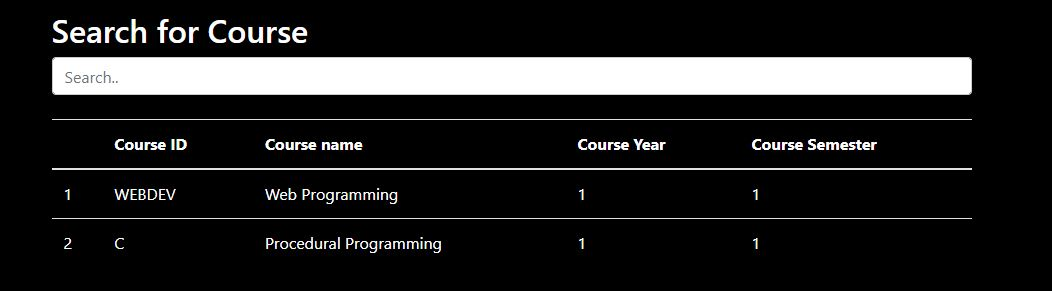 Search for Course
Search..
Course ID Course name Course Year Course Semester
1 WEBDEV Web Programming 1 1
2 C Procedural Programming 1 1